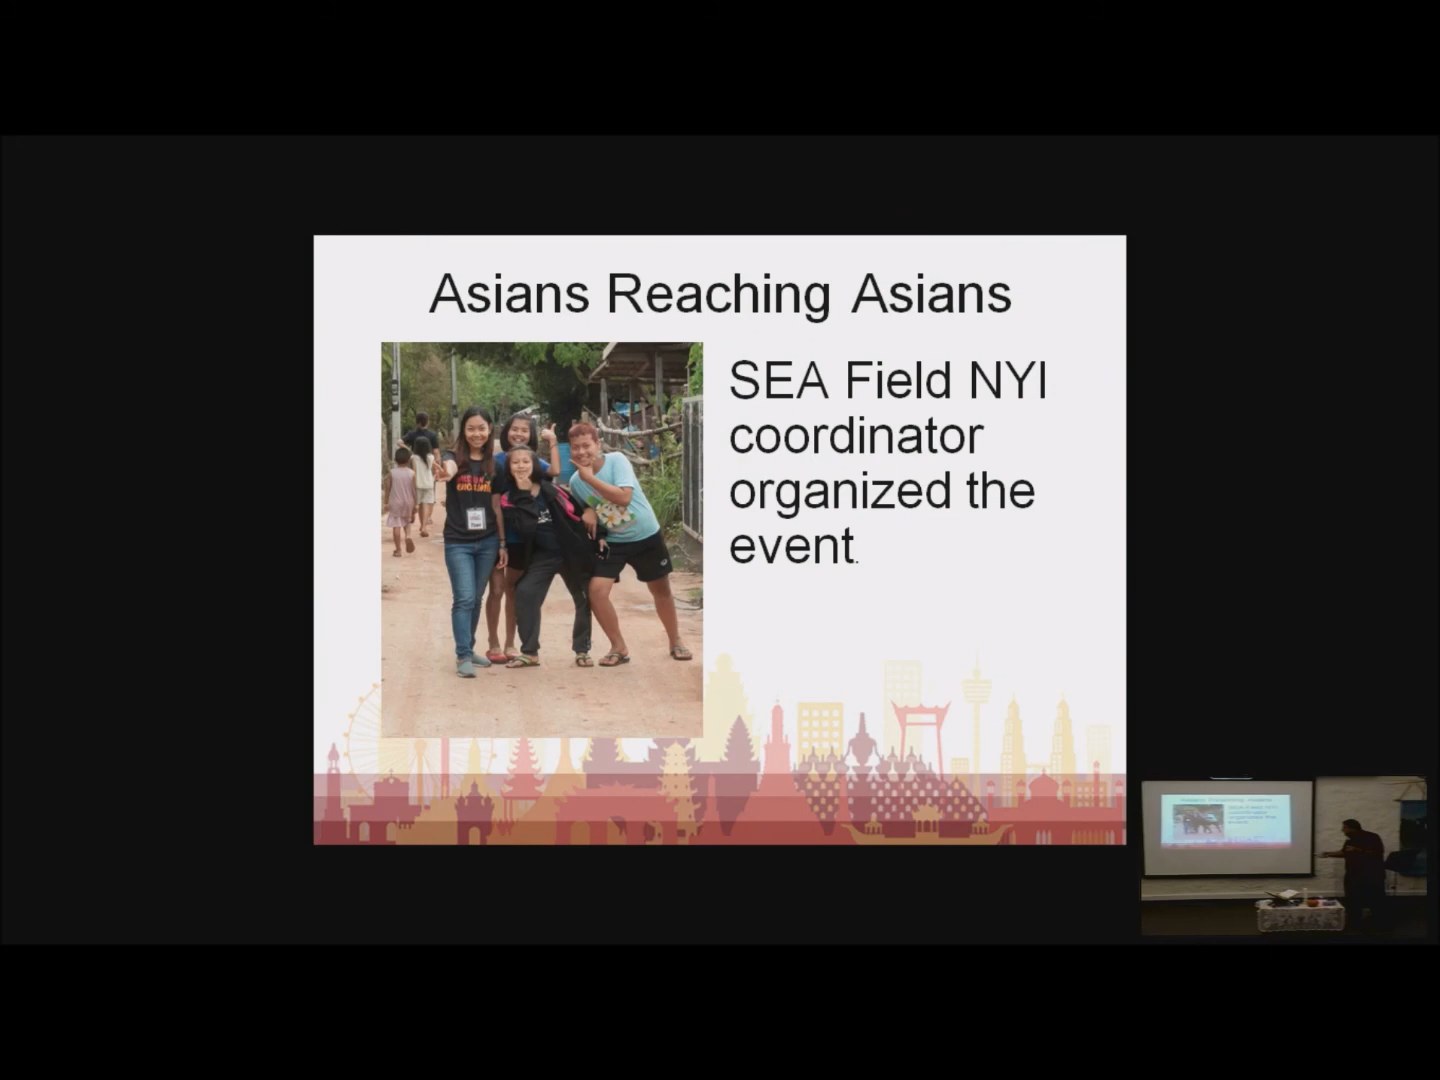 Asians Reaching Asians
SEA Field NYI
coordinator
organized the
event.